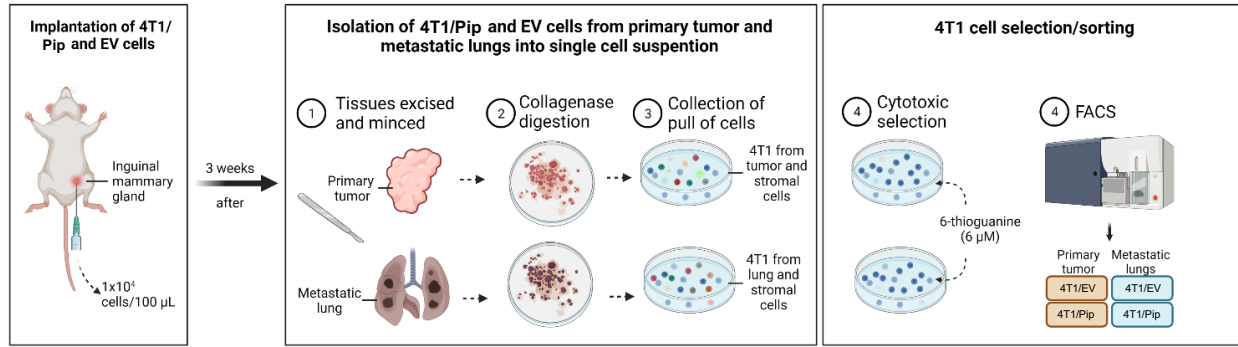 Implantation of 4T1/
Pip and EV cells
Inguinal
mammary
gland
1x10⁴
cells/100 µL
3 weeks
after
Isolation of 4T1/Pip and EV cells from primary tumor and
metastatic lungs into single cell suspention
1
Tissues excised
and minced
2
Collagenase
digestion
3
Collection of
pull of cells
Primary
tumor
4T1 from
tumor and
stromal
cells
Metastatic
lung
4T1 from
lung and
stromal
cells
4T1 cell selection/sorting
4
Cytotoxic
selection
4
FACS
6-thioguanine
(6 µM)
Primary
tumor
Metastatic
lungs
4T1/EV
4T1/EV
4T1/Pip
4T1/Pip